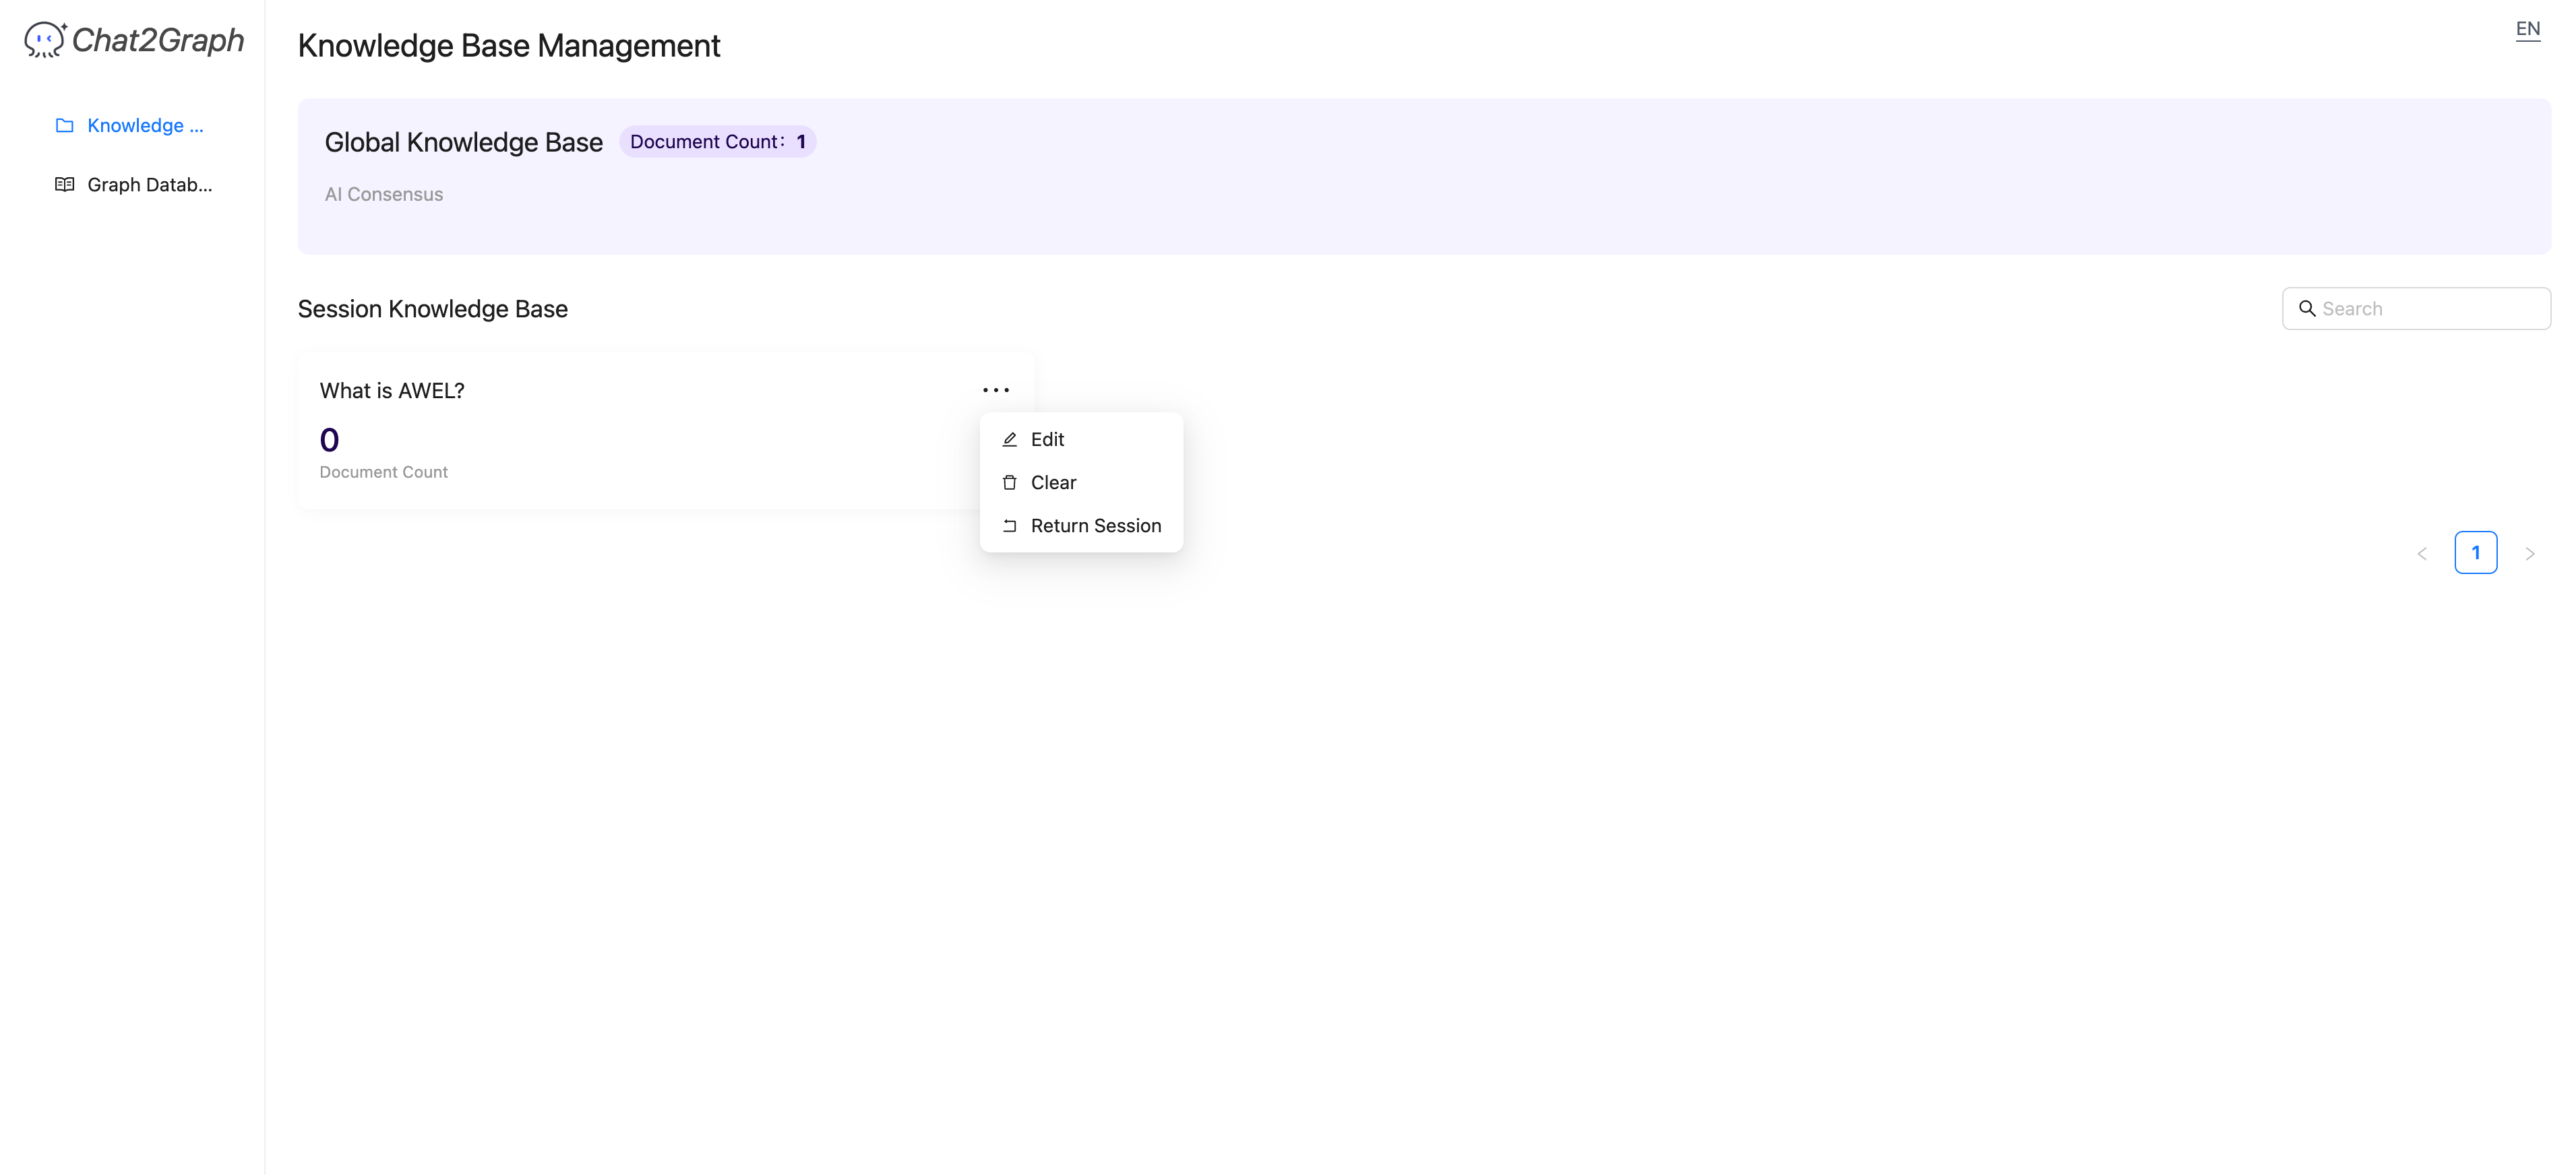 Chat2Graph
EN
Knowledge Base Management
Knowledge ...
Graph Datab...
Global Knowledge Base
Document Count: 1
AI Consensus
Session Knowledge Base
Search
What is AWEL?
0
Document Count
Edit
Clear
Return Session
1